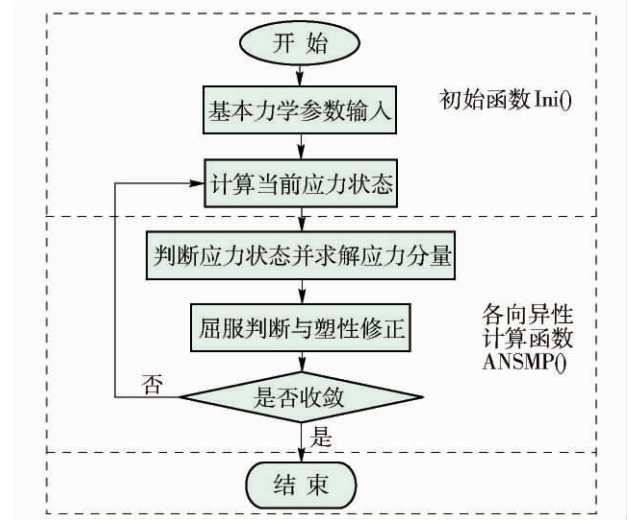 开 始
基本力学参数输入
初始函数Ini()
计算当前应力状态
判断应力状态并求解应力分量
屈服判断与塑性修正
各向异性
计算函数
ANSMP()
否
是否收敛
是
结 束